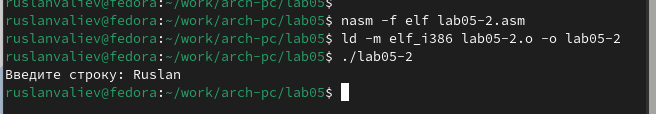 ruslanvaliev@fedora:~/work/arch-pc/lab05$
ruslanvaliev@fedora:~/work/arch-pc/lab05$ nasm -f elf lab05-2.asm
ruslanvaliev@fedora:~/work/arch-pc/lab05$ ld -m elf_i386 lab05-2.o -o lab05-2
ruslanvaliev@fedora:~/work/arch-pc/lab05$ ./lab05-2
Введите строку: Ruslan
ruslanvaliev@fedora:~/work/arch-pc/lab05$